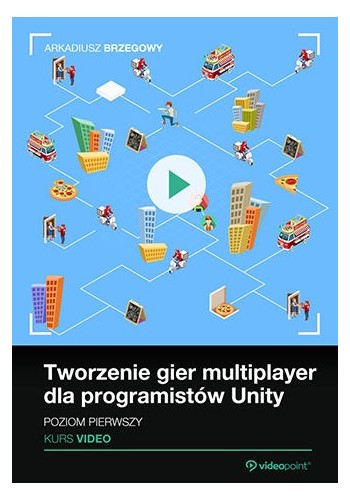 ARKADIUSZ BRZEGOWY
Tworzenie gier multiplayer
dla programistów Unity
POZIOM PIERWSZY
KURS VIDEO
videopoint